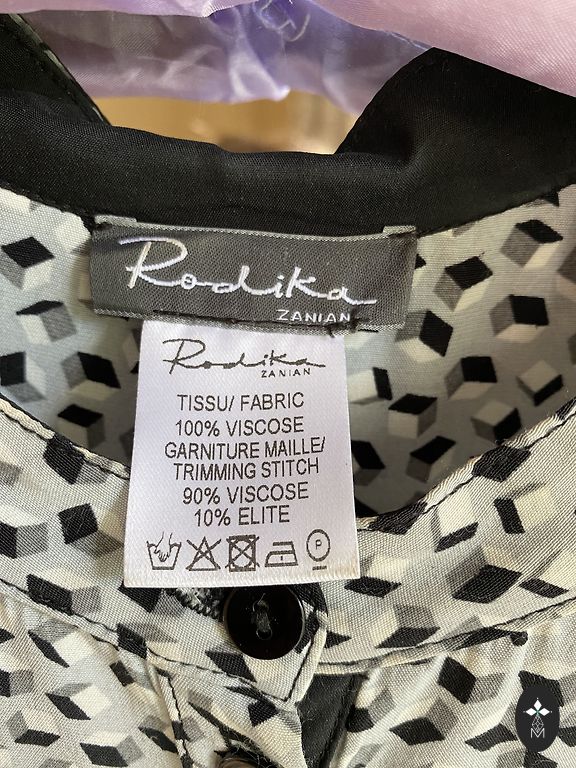 Rodika
ZANIAN
Rodika
ZANIAN
TISSU/ FABRIC
100% VISCOSE
GARNITURE MAILLE/
TRIMMING STITCH
90% VISCOSE
10% ELITE
P
M